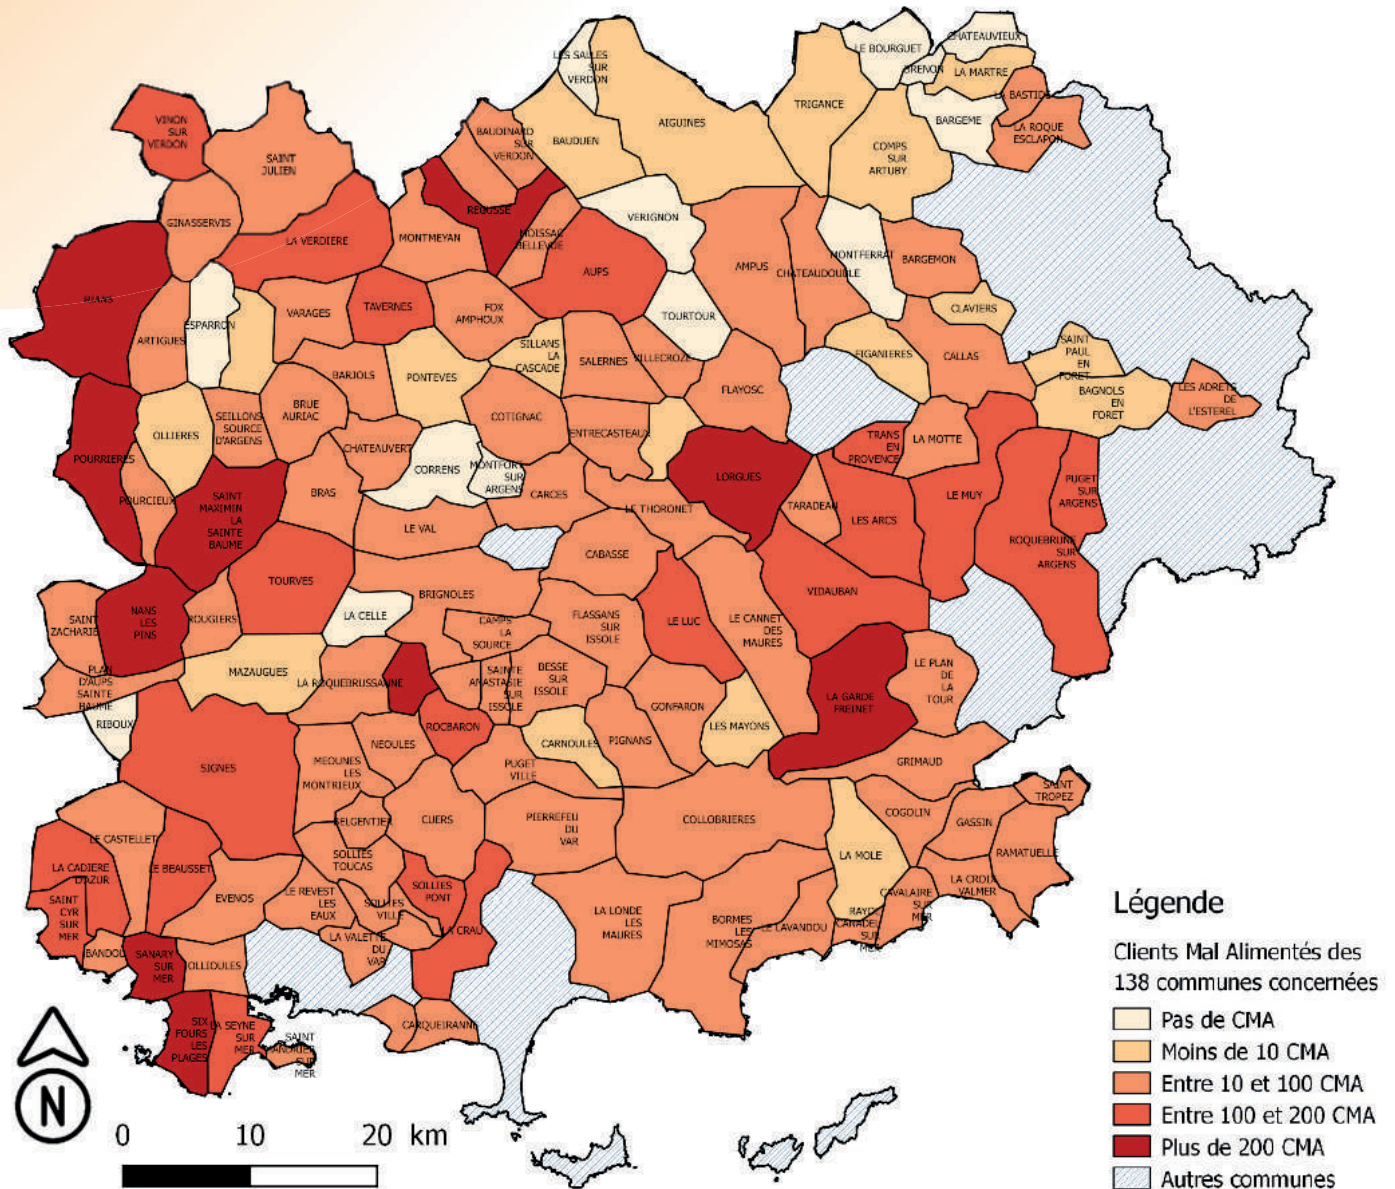 LES SALLES
SUR
VERDON
LE BOURGUET
CHATEAUVIEUX
BRENON
LA MARTRE
LA BASTIDE
TRIGANCE
AIGUINES
BARGEME
LA ROQUE
ESCLAPON
VINON
SUR
VERDON
SAINT
JULIEN
BAUDINARD
SUR
VERDON
BAUDUEN
COMPS
SUR
ARTUBY
GINASSERVIS
LA VERDIERE
MONTMEYAN
REGUSSE
MOISSAC
BELLEVUE
VERIGNON
AUPS
AMPUS
CHATEAUDOUBLE
MONTFERRAT
BARGEMON
RIANS
ARTIGUES
ESPARRON
VARAGES
TAVERNES
FOX
AMPHOUX
TOURTOUR
CLAVIERS
SILLANS
LA
CASCADE
SALERNES
VILLECROZE
FIGANIERES
CALLAS
SAINT
PAUL
EN
FORET
BARJOLS
PONTEVES
FLAYOSC
BAGNOLS
EN
FORET
LES ADRETS
DE
L'ESTEREL
OLLIERES
SEILLONS
SOURCE
D'ARGENS
BRUE
AURIAC
COTIGNAC
ENTRECASTEAUX
CHATEAUVERT
TRANS
EN
PROVENCE
LA MOTTE
POURRIERES
POURCIEUX
CORRENS
MONTFORT
SUR
ARGENS
CARCES
LORGUES
SAINT
MAXIMIN
LA
SAINTE
BAUME
BRAS
LE THORONET
TARADEAU
LES ARCS
LE MUY
PUGET
SUR
ARGENS
LE VAL
ROQUEBRUNE
SUR
ARGENS
CABASSE
TOURVES
BRIGNOLES
VIDAUBAN
SAINT
ZACHARIE
NANS
LES
PINS
ROUGIERS
LA CELLE
CAMPS
LA
SOURCE
FLASSANS
SUR
ISSOLE
LE LUC
LE CANNET
DES
MAURES
PLAN
D'AUPS
SAINTE
BAUME
MAZAUGUES
LA ROQUEBRUSSANNE
SAINTE
ANASTASIE
SUR
ISSOLE
BESSE
SUR
ISSOLE
LA GARDE
FREINET
LE PLAN
DE
LA
TOUR
RIBOUX
ROCBARON
GONFARON
LES MAYONS
SIGNES
NEOULES
CARNOULES
PIGNANS
MEOUNES
LES
MONTRIEUX
PUGET
VILLE
GRIMAUD
BELGENTIER
CUERS
PIERREFEU
DU
VAR
COLLOBRIERES
COGOLIN
GASSIN
SAINT
TROPEZ
LE CASTELLET
SOLLIES
TOUCAS
LA MOLE
RAMATUELLE
LA CADIERE
D'AZUR
LE BEAUSSET
EVENOS
LE REVEST
LES
EAUX
SOLLIES
PONT
LA CROIX
VALMER
CAVALAIRE
SUR
MER
SAINT
CYR
SUR
MER
SOLLIES
VILLE
LA CRAU
LA LONDE
LES
MAURES
BORMES
LES
MIMOSAS
LE LAVANDOU
RAYOL
CANADEL
SUR
MER
BANDOL
SANARY
SUR
MER
OLLIOULES
LA VALETTE
DU
VAR
SIX
FOURS
LES
PLAGES
LA SEYNE
SUR
MER
SAINT
MANDRIER
SUR
MER
CARQUEIRANNE
N
0 10 20 km
Légende
Clients Mal Alimentés des
138 communes concernées
Pas de CMA
Moins de 10 CMA
Entre 10 et 100 CMA
Entre 100 et 200 CMA
Plus de 200 CMA
Autres communes